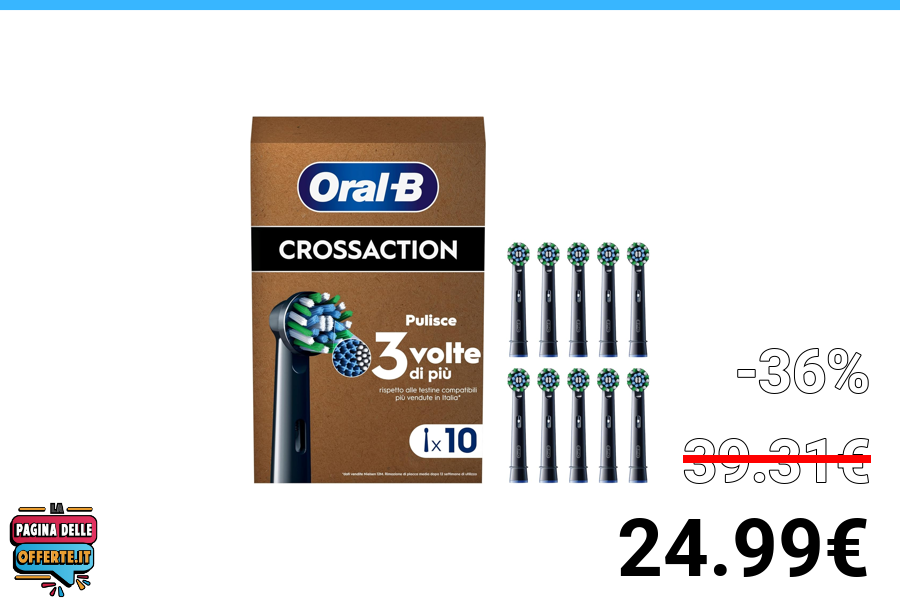 Oral-B
CROSSACTION
Pulisce
3 volte
di più
rispetto alle testine compatibili
più vendute in Italia*
x10
-36%
39.31€
24.99€
LA
PAGINA DELLE
OFFERTE.IT